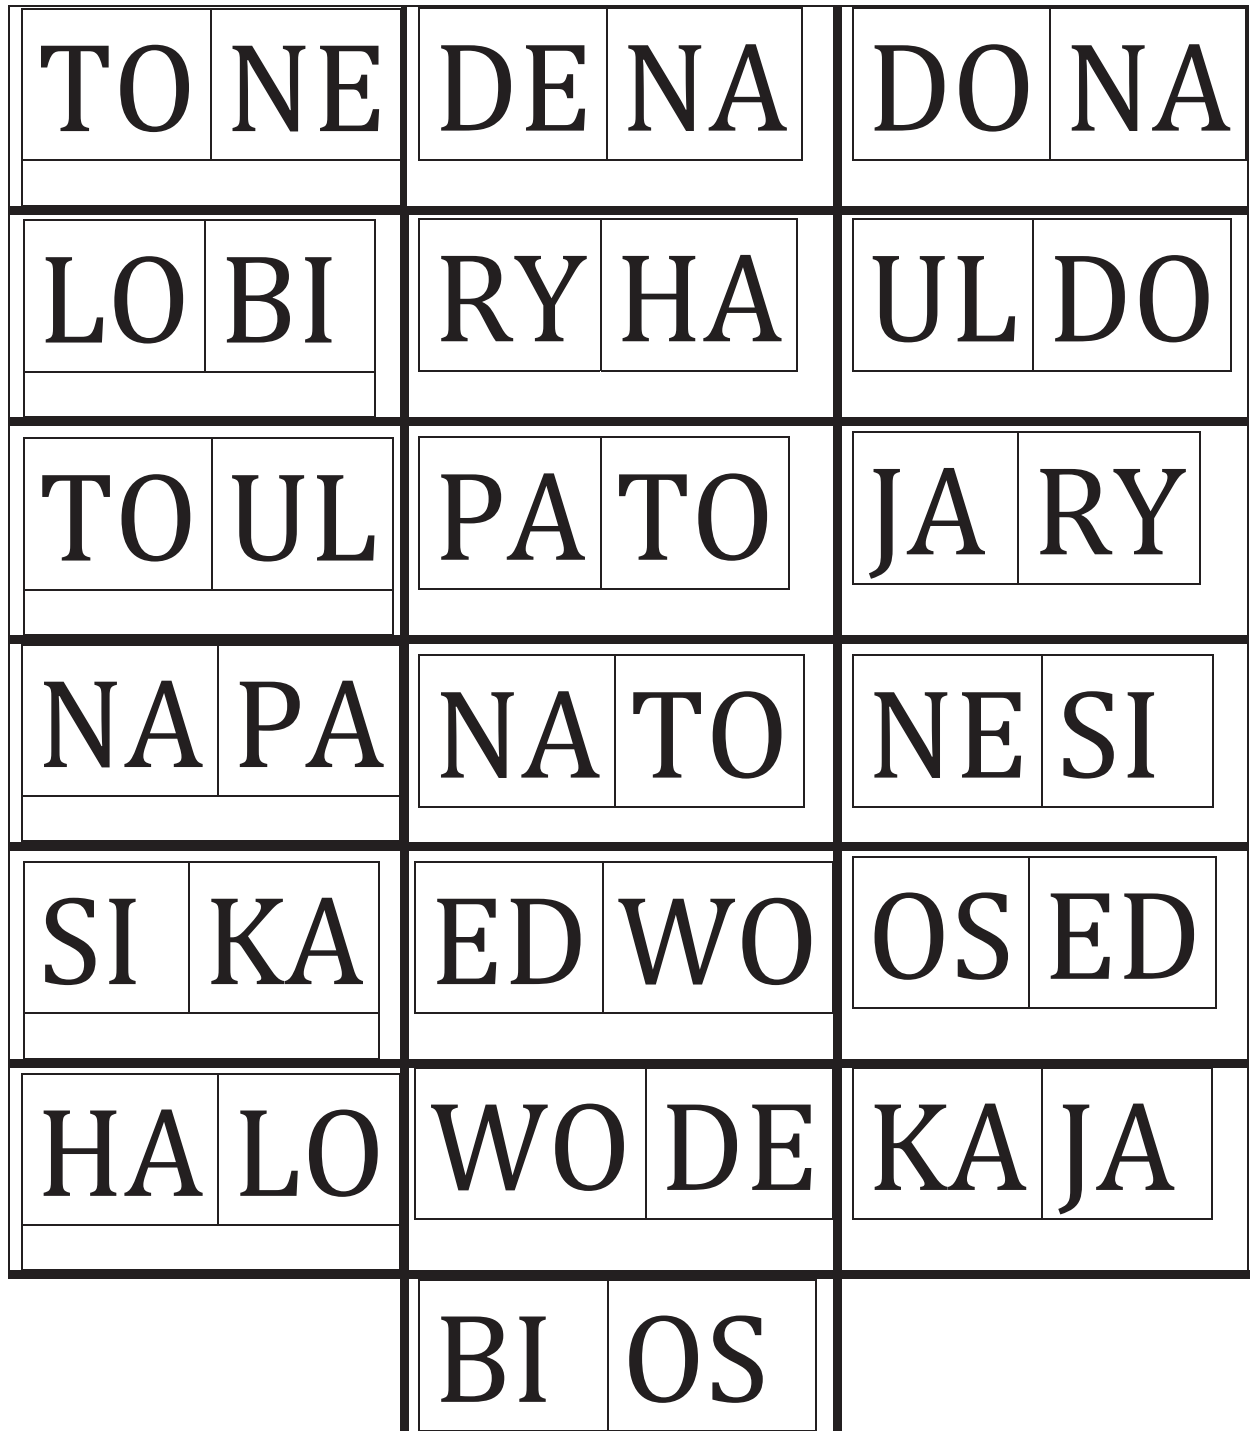 TO NE DE NA DO NA
LO BI RY HA UL DO
TO UL PA TO JA RY
NA PA NA TO NE SI
SI KA ED WO OS ED
HA LO WO DE KA JA
BI OS